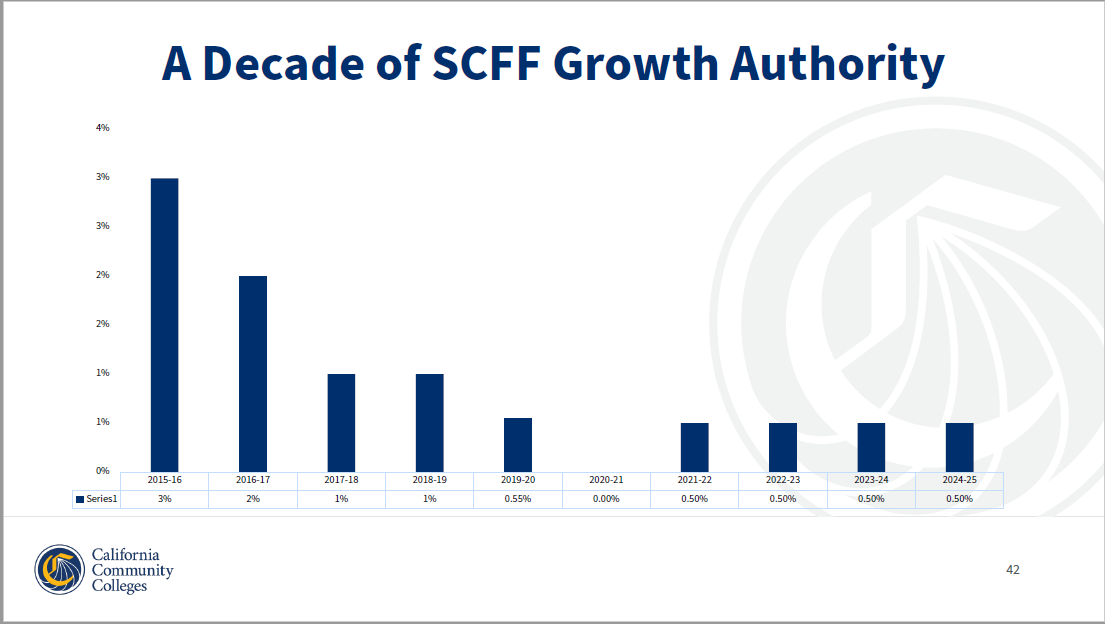 A Decade of SCFF Growth Authority
4%
3%
3%
2%
2%
1%
1%
0%
2015-16 2016-17 2017-18 2018-19 2019-20 2020-21 2021-22 2022-23 2023-24 2024-25
Series1 3% 2% 1% 1% 0.55% 0.00% 0.50% 0.50% 0.50% 0.50%
California
Community
Colleges
42